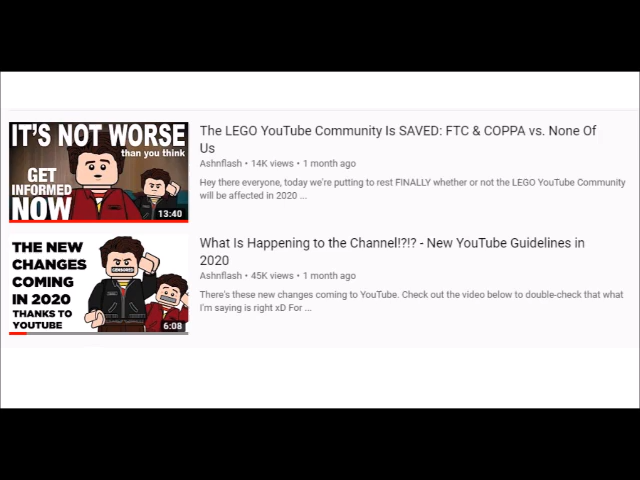 IT'S NOT WORSE
than you think
GET
INFORMED
NOW
13:40
The LEGO YouTube Community Is SAVED: FTC & COPPA vs. None Of
Us
Ashnflash • 14K views • 1 month ago
Hey there everyone, today we're putting to rest FINALLY whether or not the LEGO YouTube Community
will be affected in 2020 ...
THE NEW
CHANGES
COMING
IN 2020
THANKS TO
YOUTUBE
CENSORED
6:08
What Is Happening to the Channel!?!? - New YouTube Guidelines in
2020
Ashnflash • 45K views • 1 month ago
There's these new changes coming to YouTube. Check out the video below to double-check that what
I'm saying is right xD For ...